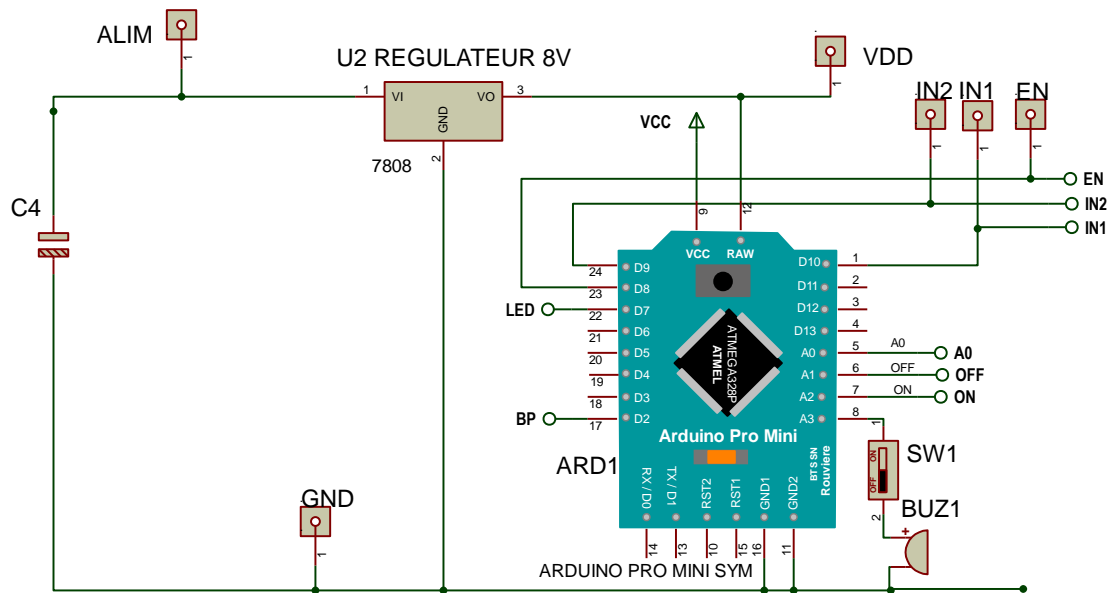 ALIM
1
U2 REGULATEUR 8V
1
VI
VO
3
GND
2
7808
VDD
1
VCC
IN2
IN1
EN
1
1
1
EN
IN2
IN1
C4
9
12
VCC
RAW
24
D9
D10
1
23
D8
D11
2
LED
22
D7
D12
3
21
D6
D13
4
20
D5
A0
5
A0
A0
19
D4
A1
6
OFF
OFF
18
D3
A2
7
ON
ON
BP
17
D2
A3
8
ATMEGA328P
ATMEL
Arduino Pro Mini
BTS SN
Rouviere
ARD1
1
SW1
ON
OFF
2
BUZ1
+
RX / D0
TX / D1
RST2
RST1
GND1
GND2
14
13
10
15
16
11
ARDUINO PRO MINI SYM
GND
1